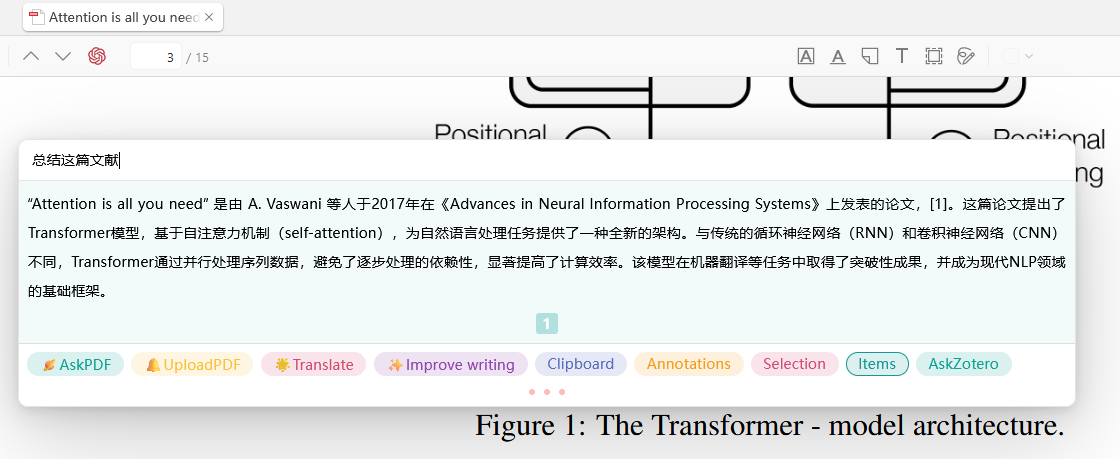 Attention is all you need
3 / 15
Positional
Positional
ng
总结这篇文献
“Attention is all you need” 是由 A. Vaswani 等人于2017年在《Advances in Neural Information Processing Systems》上发表的论文，[1]。这篇论文提出了
Transformer模型，基于自注意力机制（self-attention），为自然语言处理任务提供了一种全新的架构。与传统的循环神经网络（RNN）和卷积神经网络（CNN）
不同，Transformer通过并行处理序列数据，避免了逐步处理的依赖性，显著提高了计算效率。该模型在机器翻译等任务中取得了突破性成果，并成为现代NLP领域
的基础框架。
1
AskPDF UploadPDF Translate Improve writing Clipboard Annotations Selection Items AskZotero
Figure 1: The Transformer - model architecture.